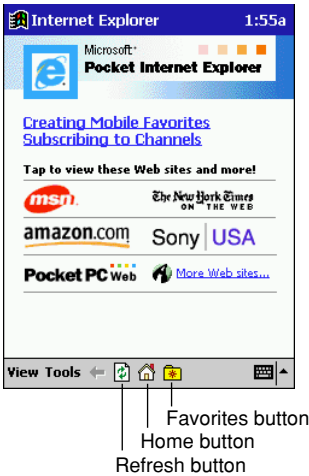 Internet Explorer 1:55a
Microsoft®
Pocket Internet Explorer
Creating Mobile Favorites
Subscribing to Channels
Tap to view these Web sites and more!
msn. The New York Times
ON THE WEB
amazon.com Sony USA
Pocket PC Web More Web sites...
View Tools
Favorites button
Home button
Refresh button